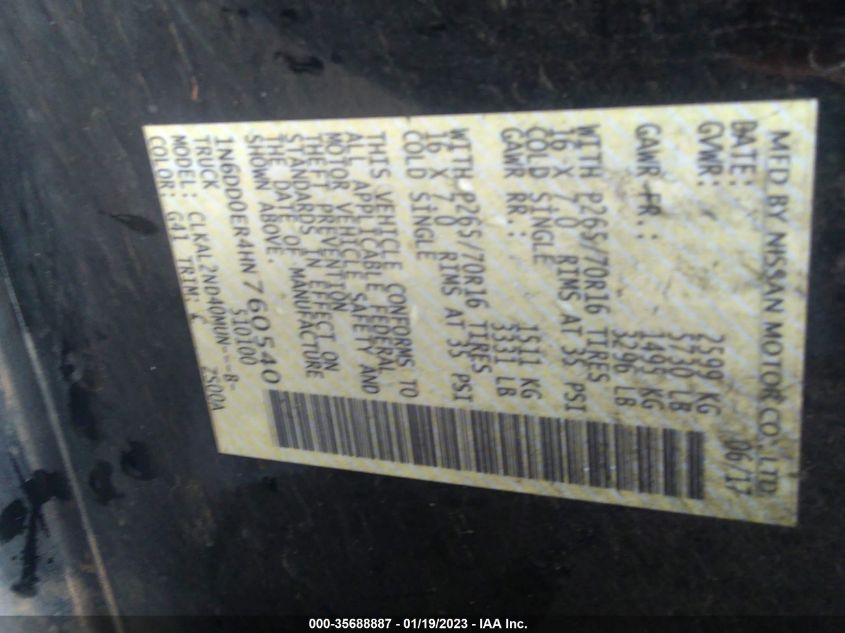 MFD BY NISSAN MOTOR CO., LTD.
DATE: 06/17
GVWR: 2599 KG
5730 LB
GAWR FR.: 1495 KG
3296 LB
WITH P265/70R16 TIRES
16 X 7.0 RIMS AT 35 PSI
COLD SINGLE
GAWR RR.: 1511 KG
3331 LB
WITH P265/70R16 TIRES
16 X 7.0 RIMS AT 35 PSI
COLD SINGLE
THIS VEHICLE CONFORMS TO
ALL APPLICABLE FEDERAL
MOTOR VEHICLE SAFETY AND
THEFT PREVENTION
STANDARDS IN EFFECT ON
THE DATE OF MANUFACTURE
SHOWN ABOVE.
1N6DD0ER4HN760540
TRUCK 510100
MODEL: CLKAL2ND40MUN---B-
COLOR: G41 TRIM: C 2500A
000-35688887 - 01/19/2023 - IAA Inc.